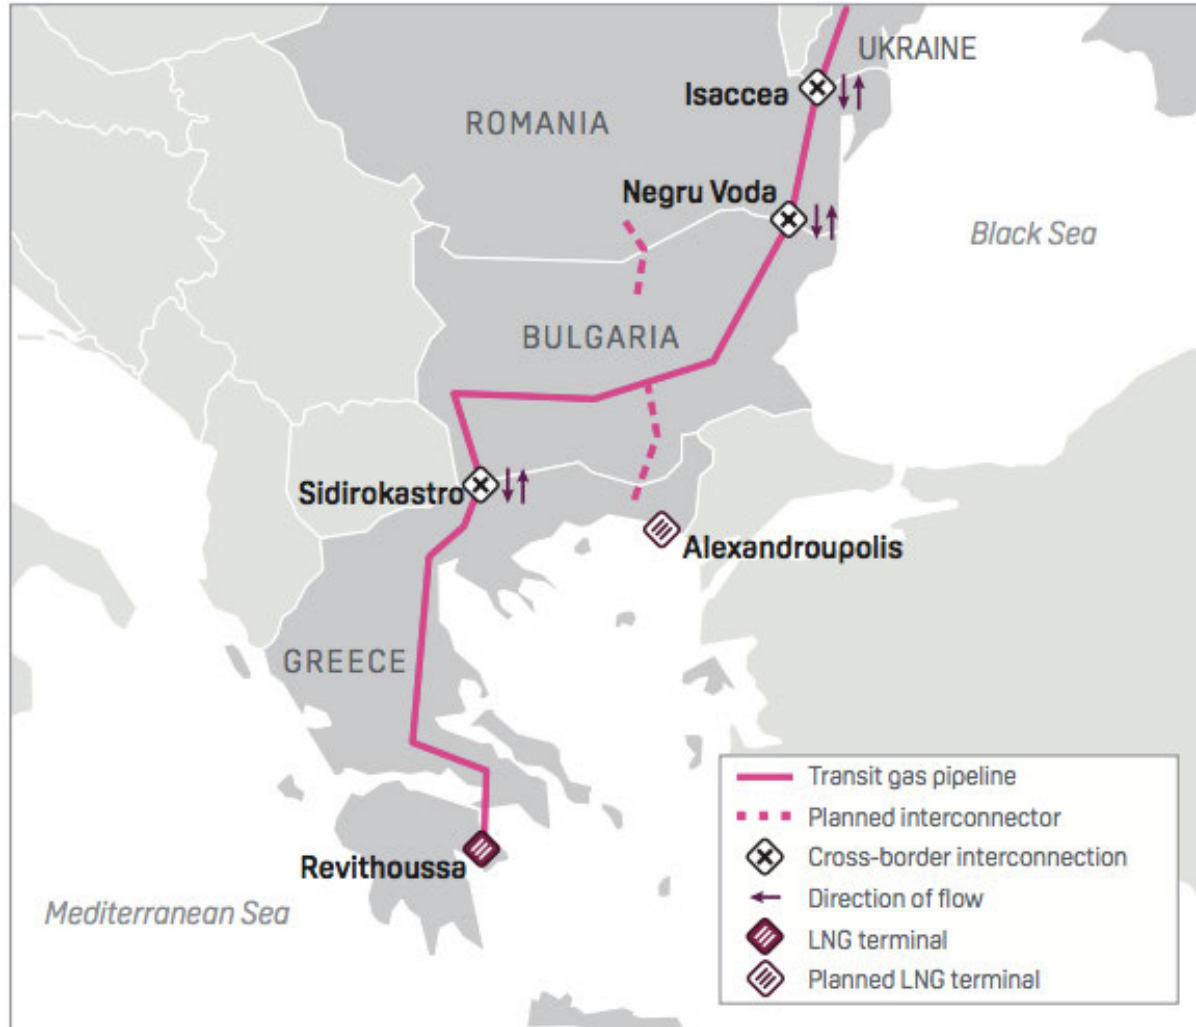 UKRAINE
Isaccea
ROMANIA
Negru Voda
Black Sea
BULGARIA
Sidirokastro
Alexandroupolis
GREECE
Revithoussa
Mediterranean Sea
Transit gas pipeline
Planned interconnector
Cross-border interconnection
Direction of flow
LNG terminal
Planned LNG terminal